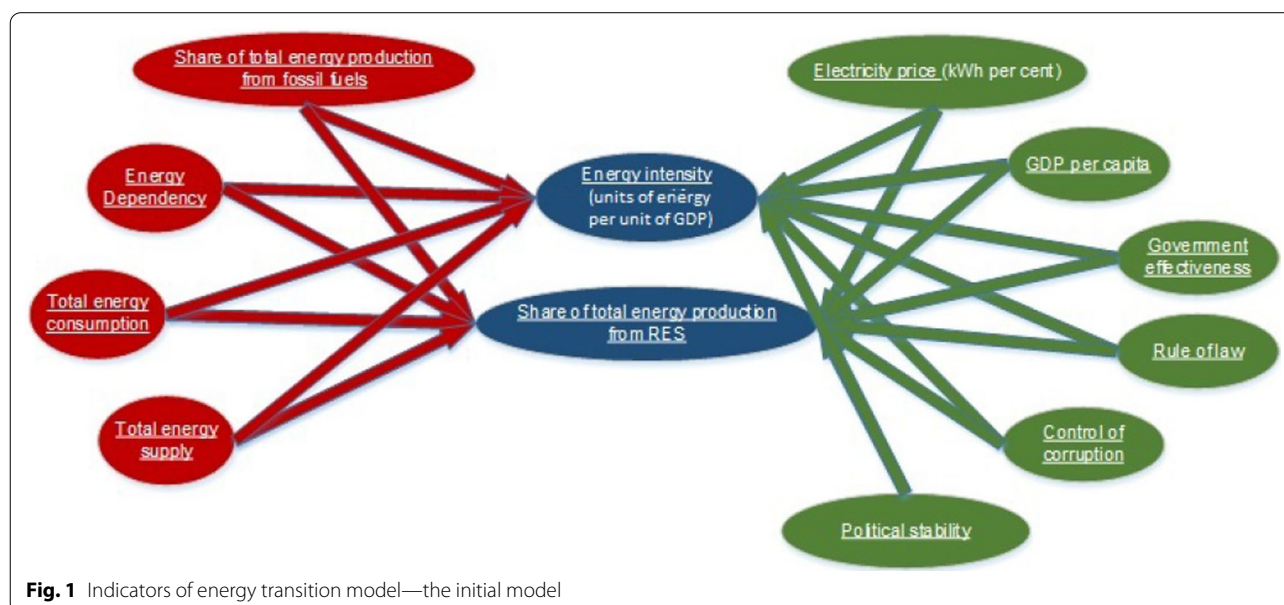 Share of total energy production
from fossil fuels
Electricity price (kWh per cent)
Energy
Dependency
Energy intensity
(units of energy
per unit of GDP)
GDP per capita
Government
effectiveness
Total energy
consumption
Share of total energy production
from RES
Rule of law
Total energy
supply
Control of
corruption
Political stability
Fig. 1 Indicators of energy transition model—the initial model